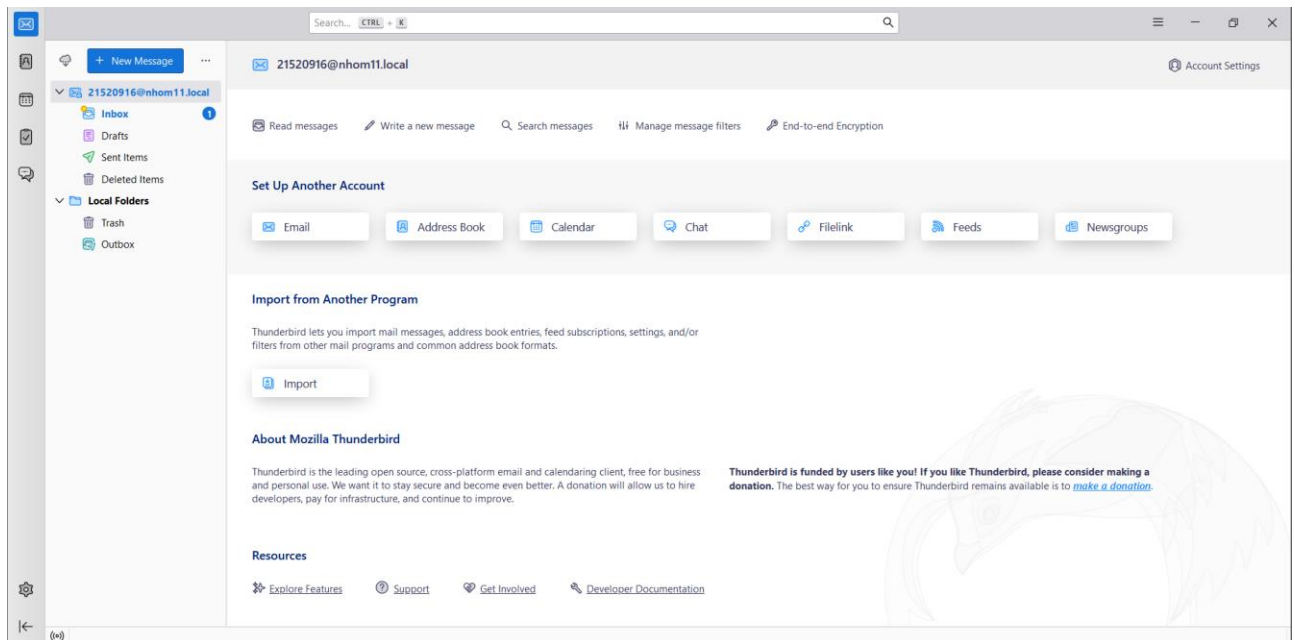 Search... CTRL + K
+ New Message ...
21520916@nhom11.local
Inbox 1
Drafts
Sent Items
Deleted Items
Local Folders
Trash
Outbox
21520916@nhom11.local
Account Settings
Read messages Write a new message Search messages Manage message filters End-to-end Encryption
Set Up Another Account
Email Address Book Calendar Chat Filelink Feeds Newsgroups
Import from Another Program
Thunderbird lets you import mail messages, address book entries, feed subscriptions, settings, and/or
filters from other mail programs and common address book formats.
Import
About Mozilla Thunderbird
Thunderbird is the leading open source, cross-platform email and calendaring client, free for business
and personal use. We want it to stay secure and become even better. A donation will allow us to hire
developers, pay for infrastructure, and continue to improve.
Thunderbird is funded by users like you! If you like Thunderbird, please consider making a
donation. The best way for you to ensure Thunderbird remains available is to make a donation.
Resources
Explore Features Support Get Involved Developer Documentation